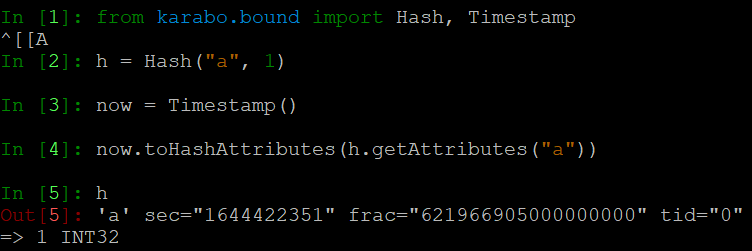 In [1]: from karabo.bound import Hash, Timestamp
^[[A
In [2]: h = Hash("a", 1)
In [3]: now = Timestamp()
In [4]: now.toHashAttributes(h.getAttributes("a"))
In [5]: h
Out[5]: 'a' sec="1644422351" frac="621966905000000000" tid="0"
=> 1 INT32